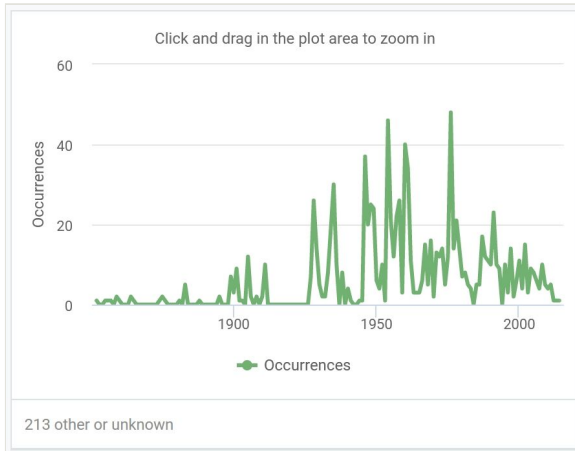 Click and drag in the plot area to zoom in
60
40
20
0
Occurrences
1900
1950
2000
Occurrences
213 other or unknown